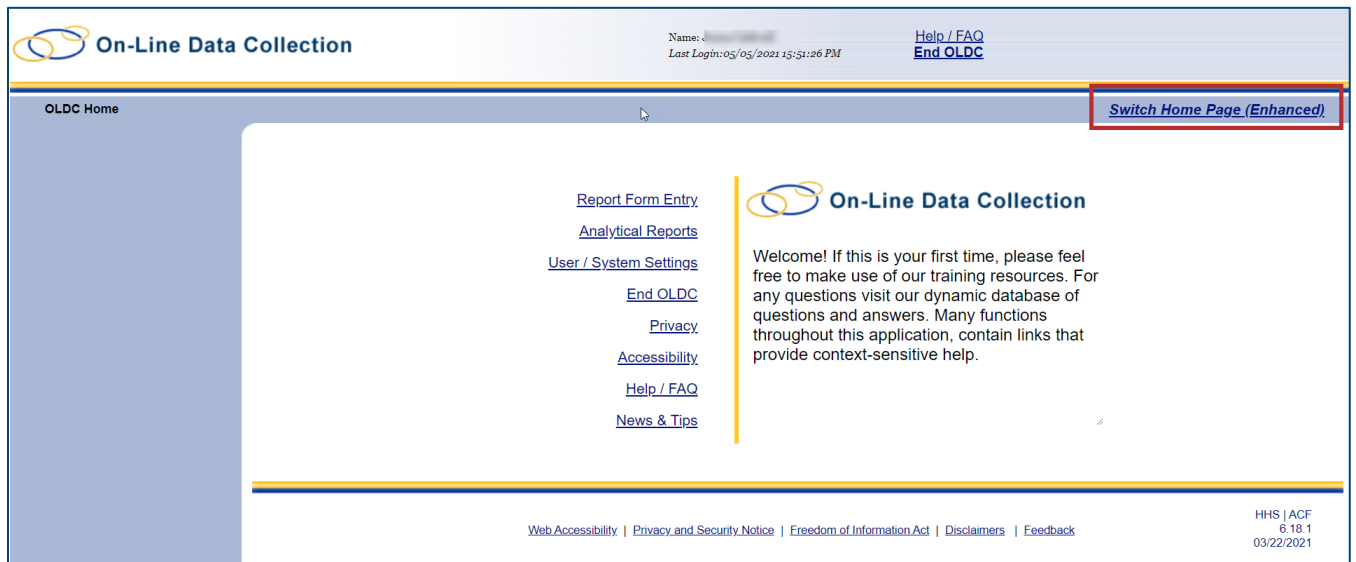 On-Line Data Collection
Name:
Last Login:05/05/2021 15:51:26 PM
Help / FAQ
End OLDC
OLDC Home
Switch Home Page (Enhanced)
Report Form Entry
Analytical Reports
User / System Settings
End OLDC
Privacy
Accessibility
Help / FAQ
News & Tips
On-Line Data Collection
Welcome! If this is your first time, please feel
free to make use of our training resources. For
any questions visit our dynamic database of
questions and answers. Many functions
throughout this application, contain links that
provide context-sensitive help.
Web Accessibility | Privacy and Security Notice | Freedom of Information Act | Disclaimers | Feedback
HHS | ACF
6.18.1
03/22/2021